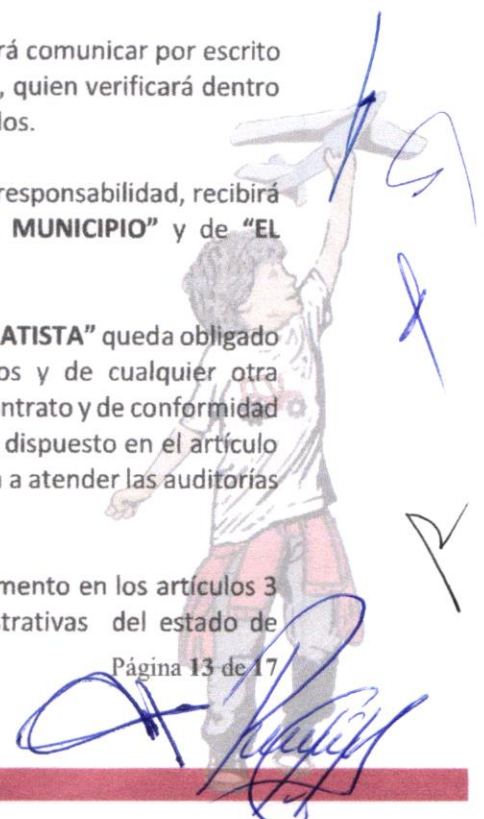 rá comunicar por escrito
, quien verificará dentro
los.
responsabilidad, recibirá
MUNICIPIO" y de "EL
ATISTA" queda obligado
os y de cualquier otra
ntrato y de conformidad
dispuesto en el artículo
a atender las auditorías
mento en los artículos 3
strativas del estado de
Página 13 de 17